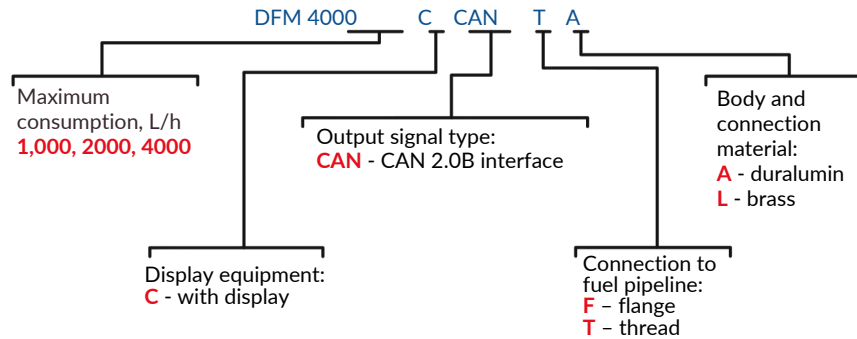 DFM 4000 C CAN T A
Maximum
consumption, L/h
1,000, 2000, 4000
Output signal type:
CAN - CAN 2.0B interface
Body and
connection
material:
A - duralumin
L - brass
Display equipment:
C - with display
Connection to
fuel pipeline:
F – flange
T – thread